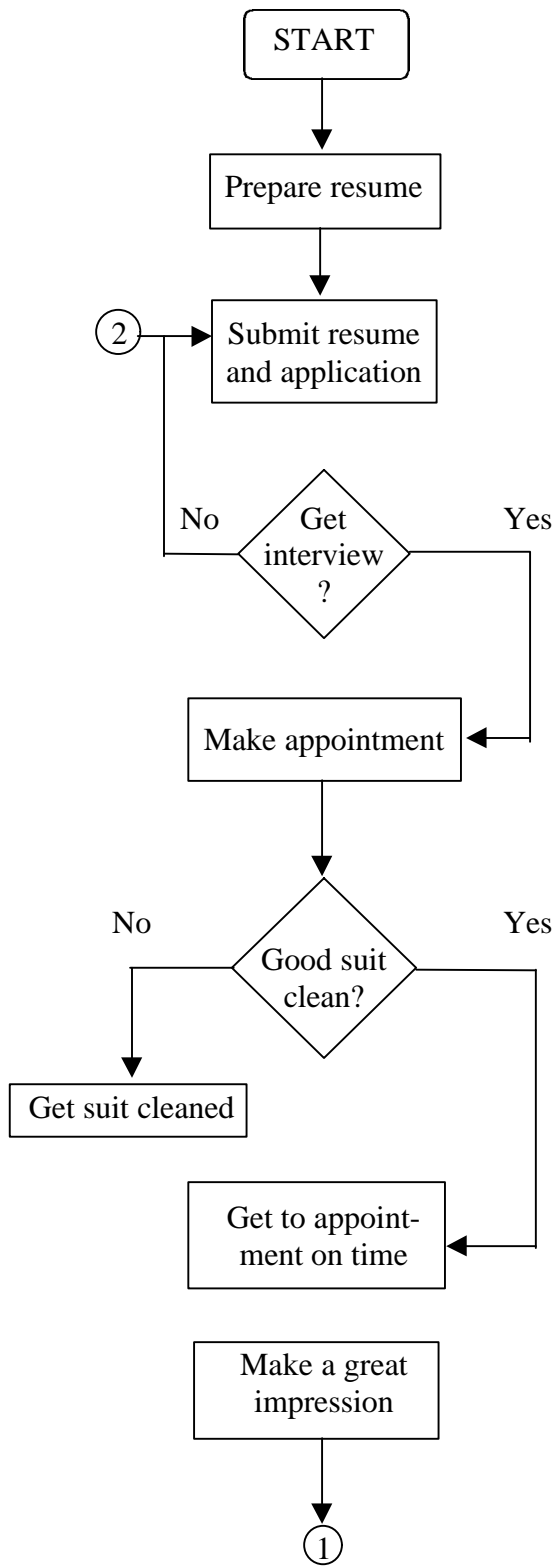 START
Prepare resume
2
Submit resume
and application
No
Get
interview
?
Yes
Make appointment
No
Good suit
clean?
Yes
Get suit cleaned
Get to appoint-
ment on time
Make a great
impression
1